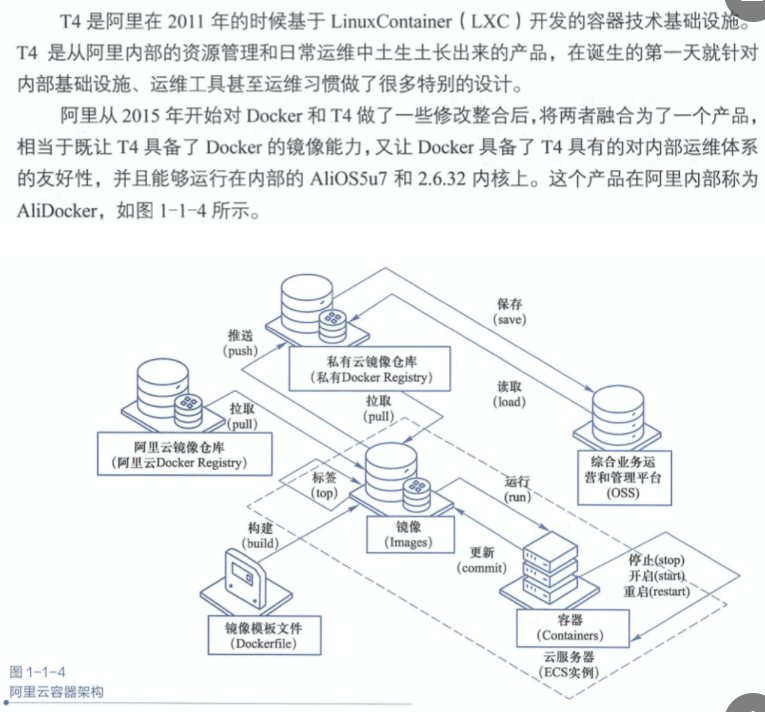 T4 是阿里在 2011 年的时候基于 LinuxContainer（LXC）开发的容器技术基础设施。
T4 是从阿里内部的资源管理和日常运维中土生土长出来的产品，在诞生的第一天就针对
内部基础设施、运维工具甚至运维习惯做了很多特别的设计。
阿里从 2015 年开始对 Docker 和 T4 做了一些修改整合后，将两者融合为了一个产品，
相当于既让 T4 具备了 Docker 的镜像能力，又让 Docker 具备了 T4 具有的对内部运维体系
的友好性，并且能够运行在内部的 AliOS5u7 和 2.6.32 内核上。这个产品在阿里内部称为
AliDocker，如图 1-1-4 所示。
保存
(save)
推送
(push)
私有云镜像仓库
(私有Docker Registry)
读取
(load)
拉取
(pull)
拉取
(pull)
阿里云镜像仓库
(阿里云Docker Registry)
综合业务运
营和管理平台
(OSS)
标签
(top)
运行
(run)
镜像
(Images)
构建
(build)
更新
(commit)
停止(stop)
开启(start)
重启(restart)
镜像模板文件
(Dockerfile)
容器
(Containers)
云服务器
(ECS实例)
图 1-1-4
阿里云容器架构